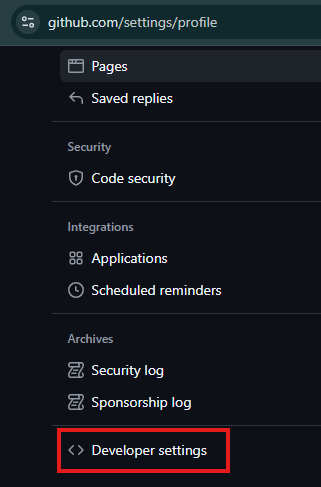 github.com/settings/profile
Pages
Saved replies
Security
Code security
Integrations
Applications
Scheduled reminders
Archives
Security log
Sponsorship log
Developer settings